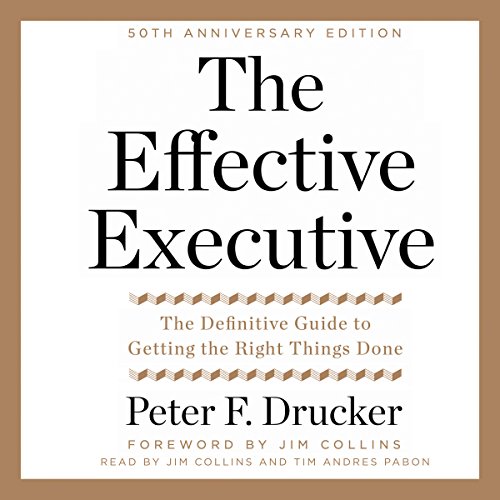 50TH ANNIVERSARY EDITION
The
Effective
Executive
The Definitive Guide to
Getting the Right Things Done
Peter F. Drucker
FOREWORD BY JIM COLLINS
READ BY JIM COLLINS AND TIM ANDRES PABON